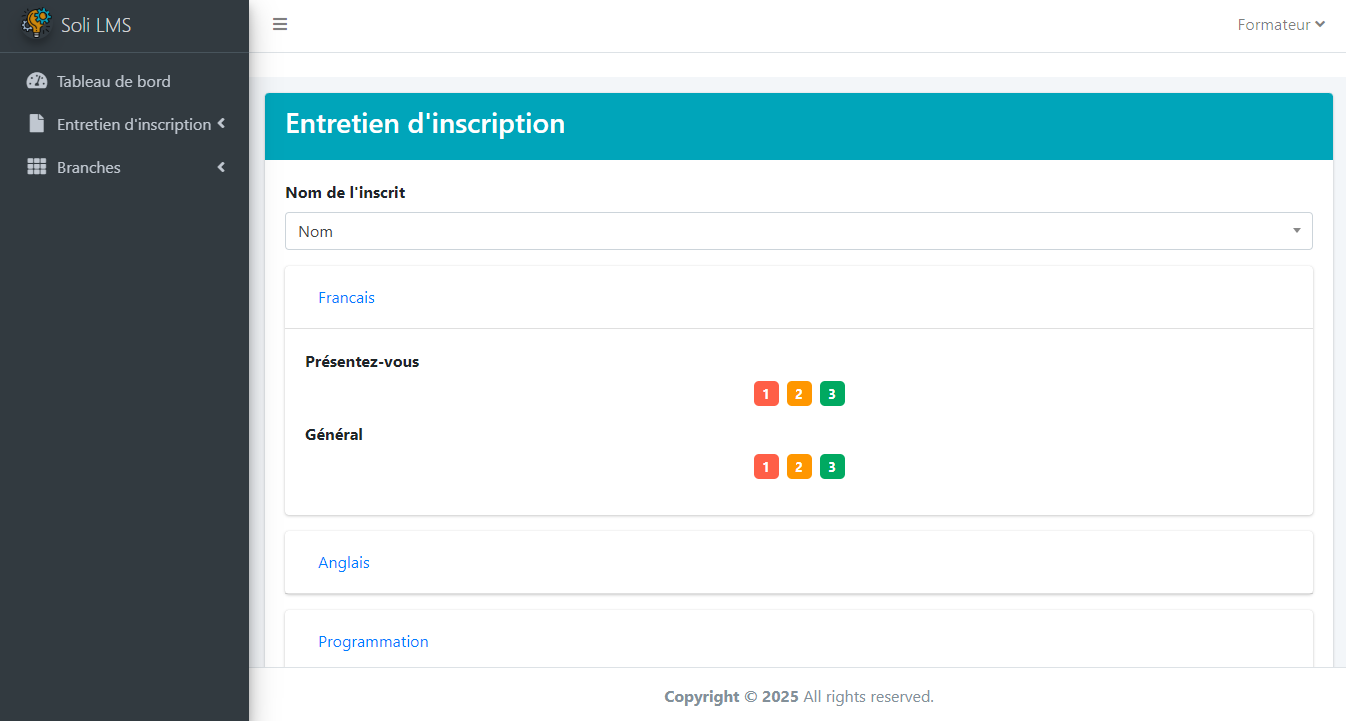 Soli LMS
Formateur
Tableau de bord
Entretien d'inscription
Branches
Entretien d'inscription
Nom de l'inscrit
Nom
Francais
Présentez-vous
1 2 3
Général
1 2 3
Anglais
Programmation
Copyright © 2025 All rights reserved.